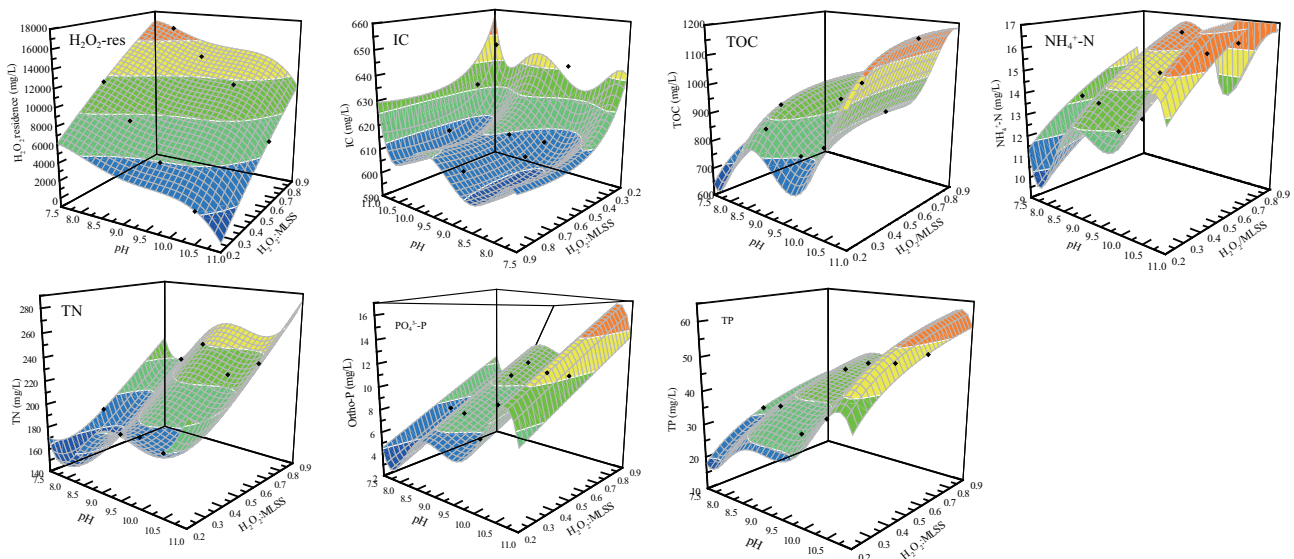 H₂O₂-res
H₂O₂ residence (mg/L)
18000
16000
14000
12000
10000
8000
6000
4000
2000
0
7.5 8.0 8.5 9.0 9.5 10.0 10.5 11.0
pH
0.2 0.3 0.4 0.5 0.6 0.7 0.8 0.9
H₂O₂:MLSS
IC
IC (mg/L)
660
650
640
630
620
610
600
590
11.0 10.5 10.0 9.5 9.0 8.5 8.0 7.5
pH
0.9 0.8 0.7 0.6 0.5 0.4 0.3 0.2
H₂O₂:MLSS
TOC
TOC (mg/L)
1200
1100
1000
900
800
700
600
7.5 8.0 8.5 9.0 9.5 10.0 10.5 11.0
pH
0.2 0.3 0.4 0.5 0.6 0.7 0.8 0.9
H₂O₂/MLSS
NH₄⁺-N
NH₄⁺-N (mg/L)
17
16
15
14
13
12
11
10
9
7.5 8.0 8.5 9.0 9.5 10.0 10.5 11.0
pH
0.2 0.3 0.4 0.5 0.6 0.7 0.8 0.9
H₂O₂/MLSS
TN
TN (mg/L)
280
260
240
220
200
180
160
140
7.5 8.0 8.5 9.0 9.5 10.0 10.5 11.0
pH
0.2 0.3 0.4 0.5 0.6 0.7 0.8 0.9
H₂O₂:MLSS
PO₄³⁻-P
Ortho-P (mg/L)
14
12
10
8
6
4
2
7.5 8.0 8.5 9.0 9.5 10.0 10.5 11.0
pH
0.2 0.3 0.4 0.5 0.6 0.7 0.8 0.9
H₂O₂:MLSS
TP
TP (mg/L)
60
50
40
30
20
10
7.5 8.0 8.5 9.0 9.5 10.0 10.5 11.0
pH
0.2 0.3 0.4 0.5 0.6 0.7 0.8 0.9
H₂O₂:MLSS